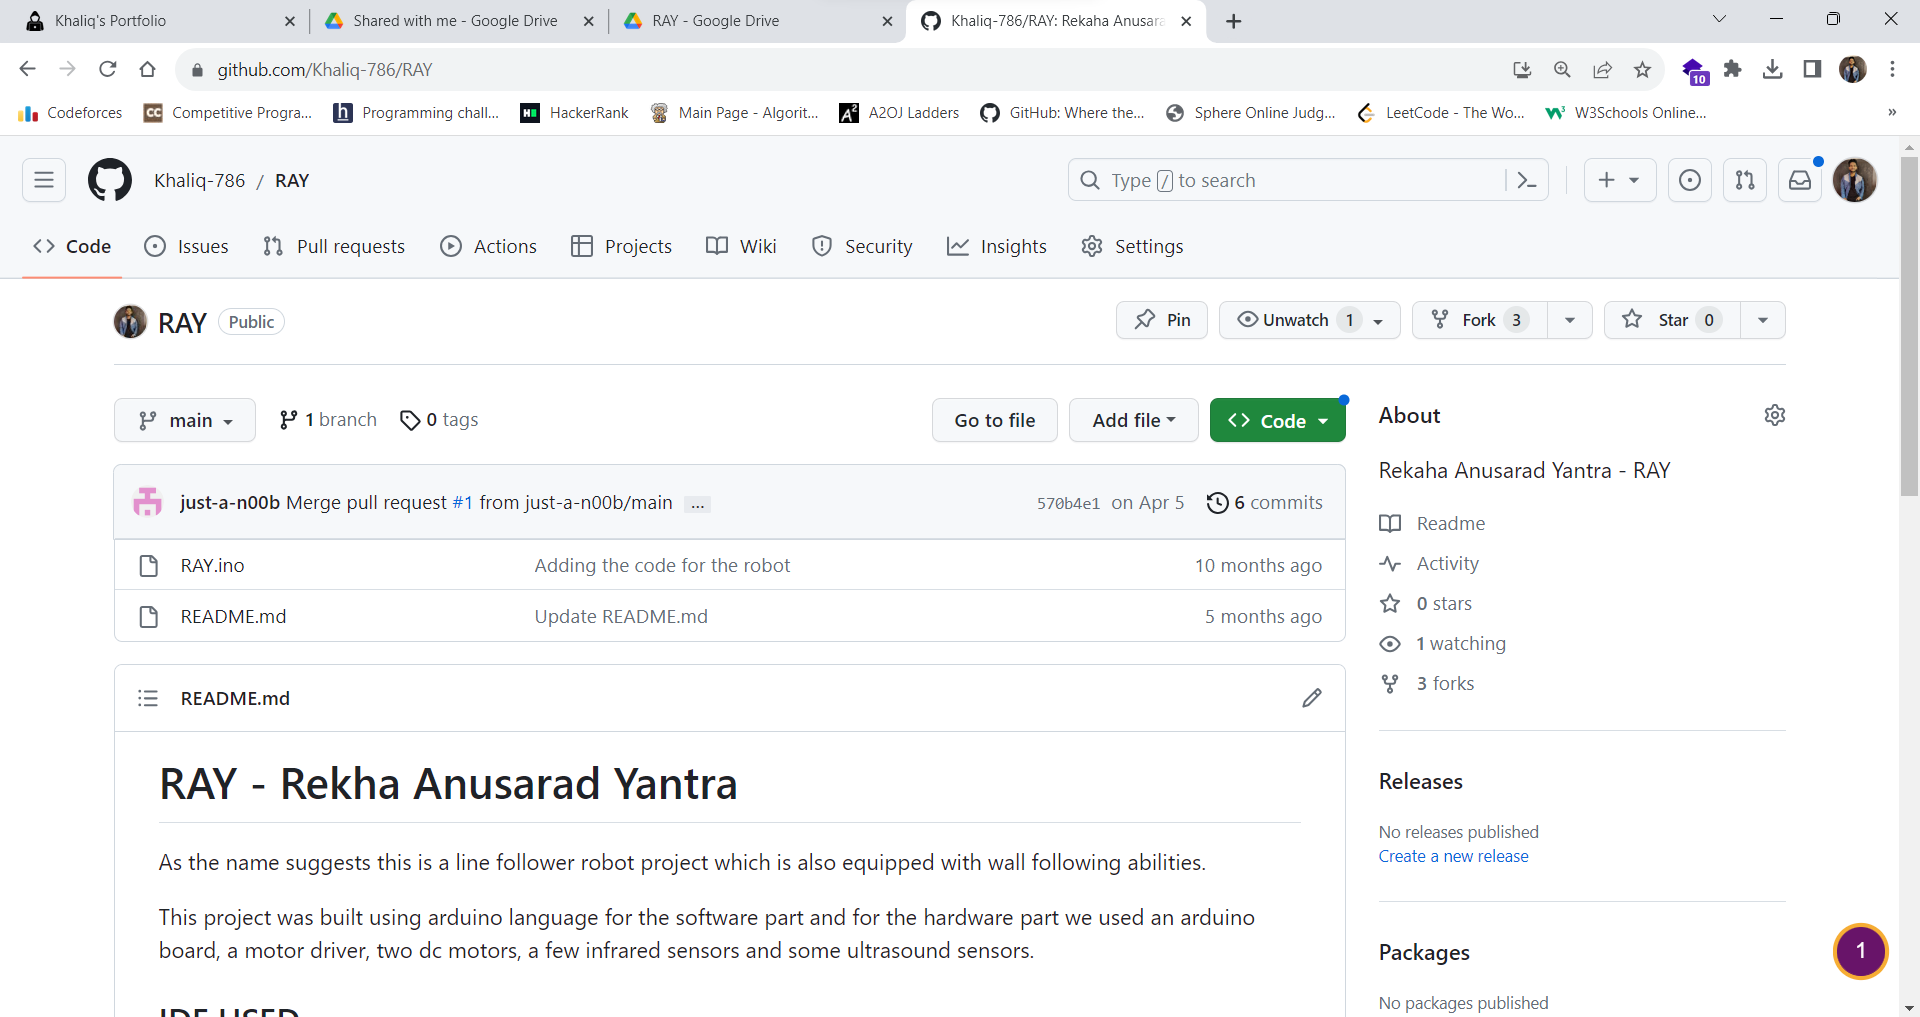 Khaliq's Portfolio
Shared with me - Google Drive
RAY - Google Drive
Khaliq-786/RAY: Rekaha Anusara
github.com/Khaliq-786/RAY
10
Codeforces
Competitive Progra...
Programming chall...
HackerRank
Main Page - Algorit...
A2OJ Ladders
GitHub: Where the...
Sphere Online Judg...
LeetCode - The Wo...
W3Schools Online...
»
Khaliq-786 / RAY
Type / to search
Code
Issues
Pull requests
Actions
Projects
Wiki
Security
Insights
Settings
RAY Public
Pin
Unwatch 1
Fork 3
Star 0
main
1 branch
0 tags
Go to file
Add file
Code
just-a-n00b Merge pull request #1 from just-a-n00b/main ...
570b4e1 on Apr 5
6 commits
RAY.ino Adding the code for the robot 10 months ago
README.md Update README.md 5 months ago
README.md
RAY - Rekha Anusarad Yantra
As the name suggests this is a line follower robot project which is also equipped with wall following abilities.
This project was built using arduino language for the software part and for the hardware part we used an arduino
board, a motor driver, two dc motors, a few infrared sensors and some ultrasound sensors.
IDE USED
About
Rekaha Anusarad Yantra - RAY
Readme
Activity
0 stars
1 watching
3 forks
Releases
No releases published
Create a new release
Packages
No packages published
1